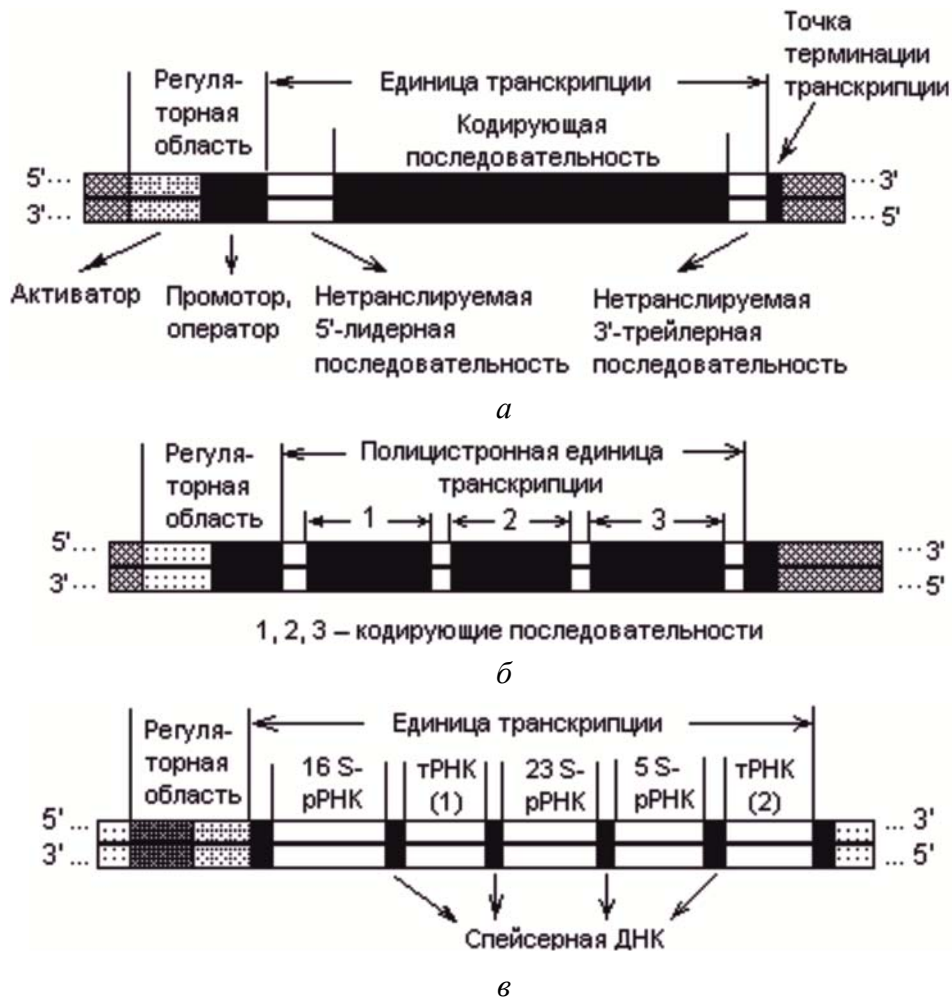 Регуля-
торная
область
Единица транскрипции
Кодирующая
последовательность
Точка
терминации
транскрипции
5'... ...3'
3'... ...5'
Активатор
Промотор,
оператор
Нетранслируемая
5'-лидерная
последовательность
Нетранслируемая
3'-трейлерная
последовательность
а
Регуля-
торная
область
Полицистронная единица
транскрипции
1 2 3
5'... ...3'
3'... ...5'
1, 2, 3 – кодирующие последовательности
б
Регуля-
торная
область
Единица транскрипции
16 S-
рРНК
тРНК
(1)
23 S-
рРНК
5 S-
рРНК
тРНК
(2)
5' ... ... 3'
3' ... ... 5'
Спейсерная ДНК
в